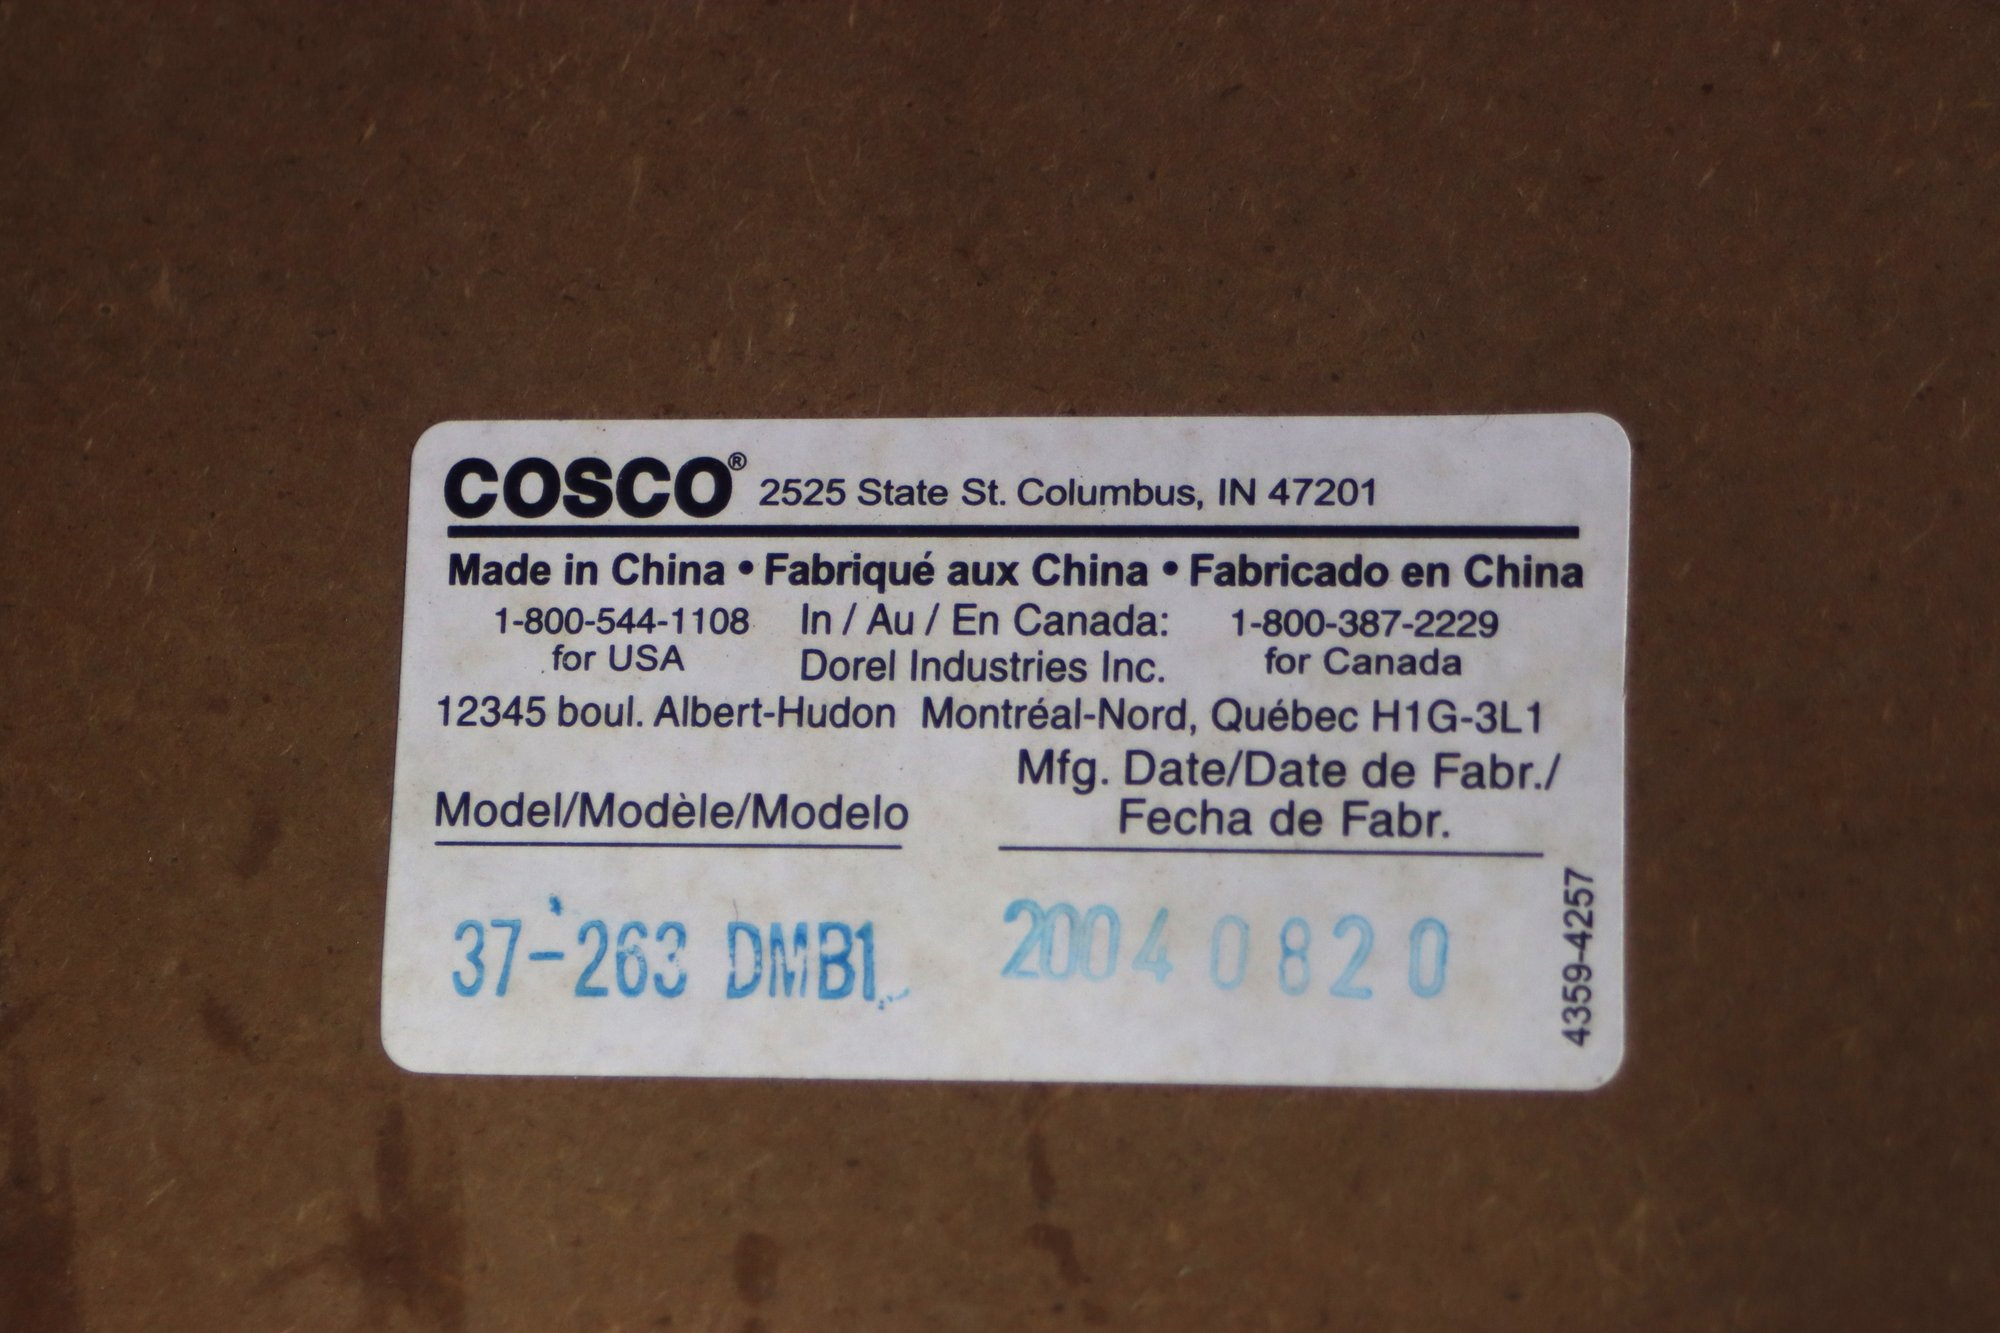 COSCO® 2525 State St. Columbus, IN 47201
Made in China • Fabriqué aux China • Fabricado en China
1-800-544-1108 In / Au / En Canada: 1-800-387-2229
for USA Dorel Industries Inc. for Canada
12345 boul. Albert-Hudon Montréal-Nord, Québec H1G-3L1
Mfg. Date/Date de Fabr./
Model/Modèle/Modelo Fecha de Fabr.
37-263 DMB1 20040820
4359-4257